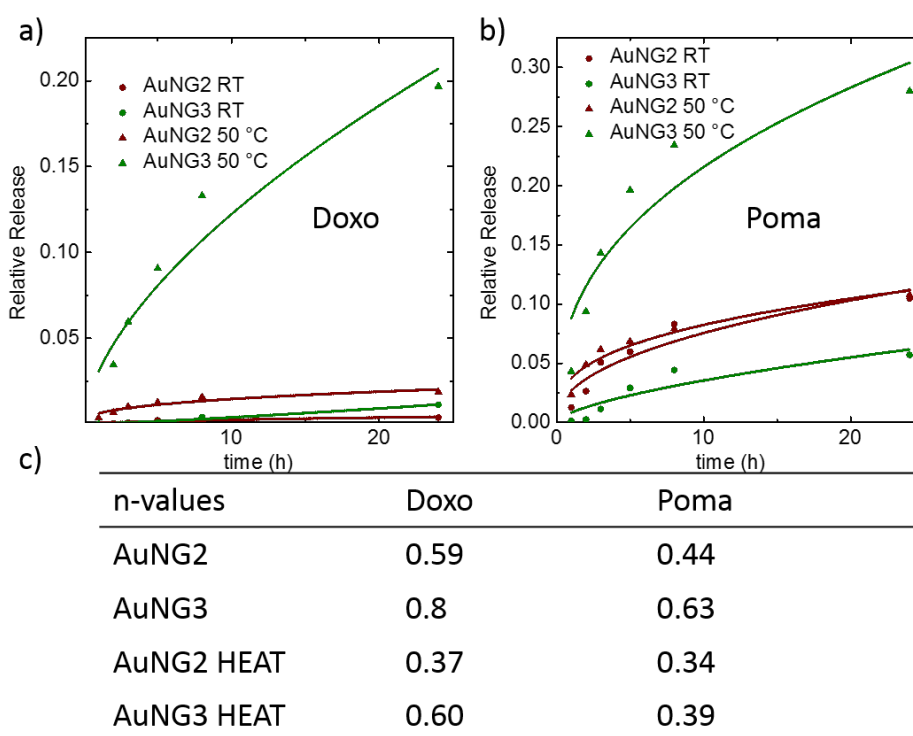 a)
AuNG2 RT
AuNG3 RT
AuNG2 50 °C
AuNG3 50 °C
Doxo
Relative Release
0.20
0.15
0.10
0.05
10
20
time (h)
b)
AuNG2 RT
AuNG3 RT
AuNG2 50 °C
AuNG3 50 °C
Poma
Relative Release
0.30
0.25
0.20
0.15
0.10
0.05
0.00
0
10
20
time (h)
c)
n-values Doxo Poma
AuNG2 0.59 0.44
AuNG3 0.8 0.63
AuNG2 HEAT 0.37 0.34
AuNG3 HEAT 0.60 0.39